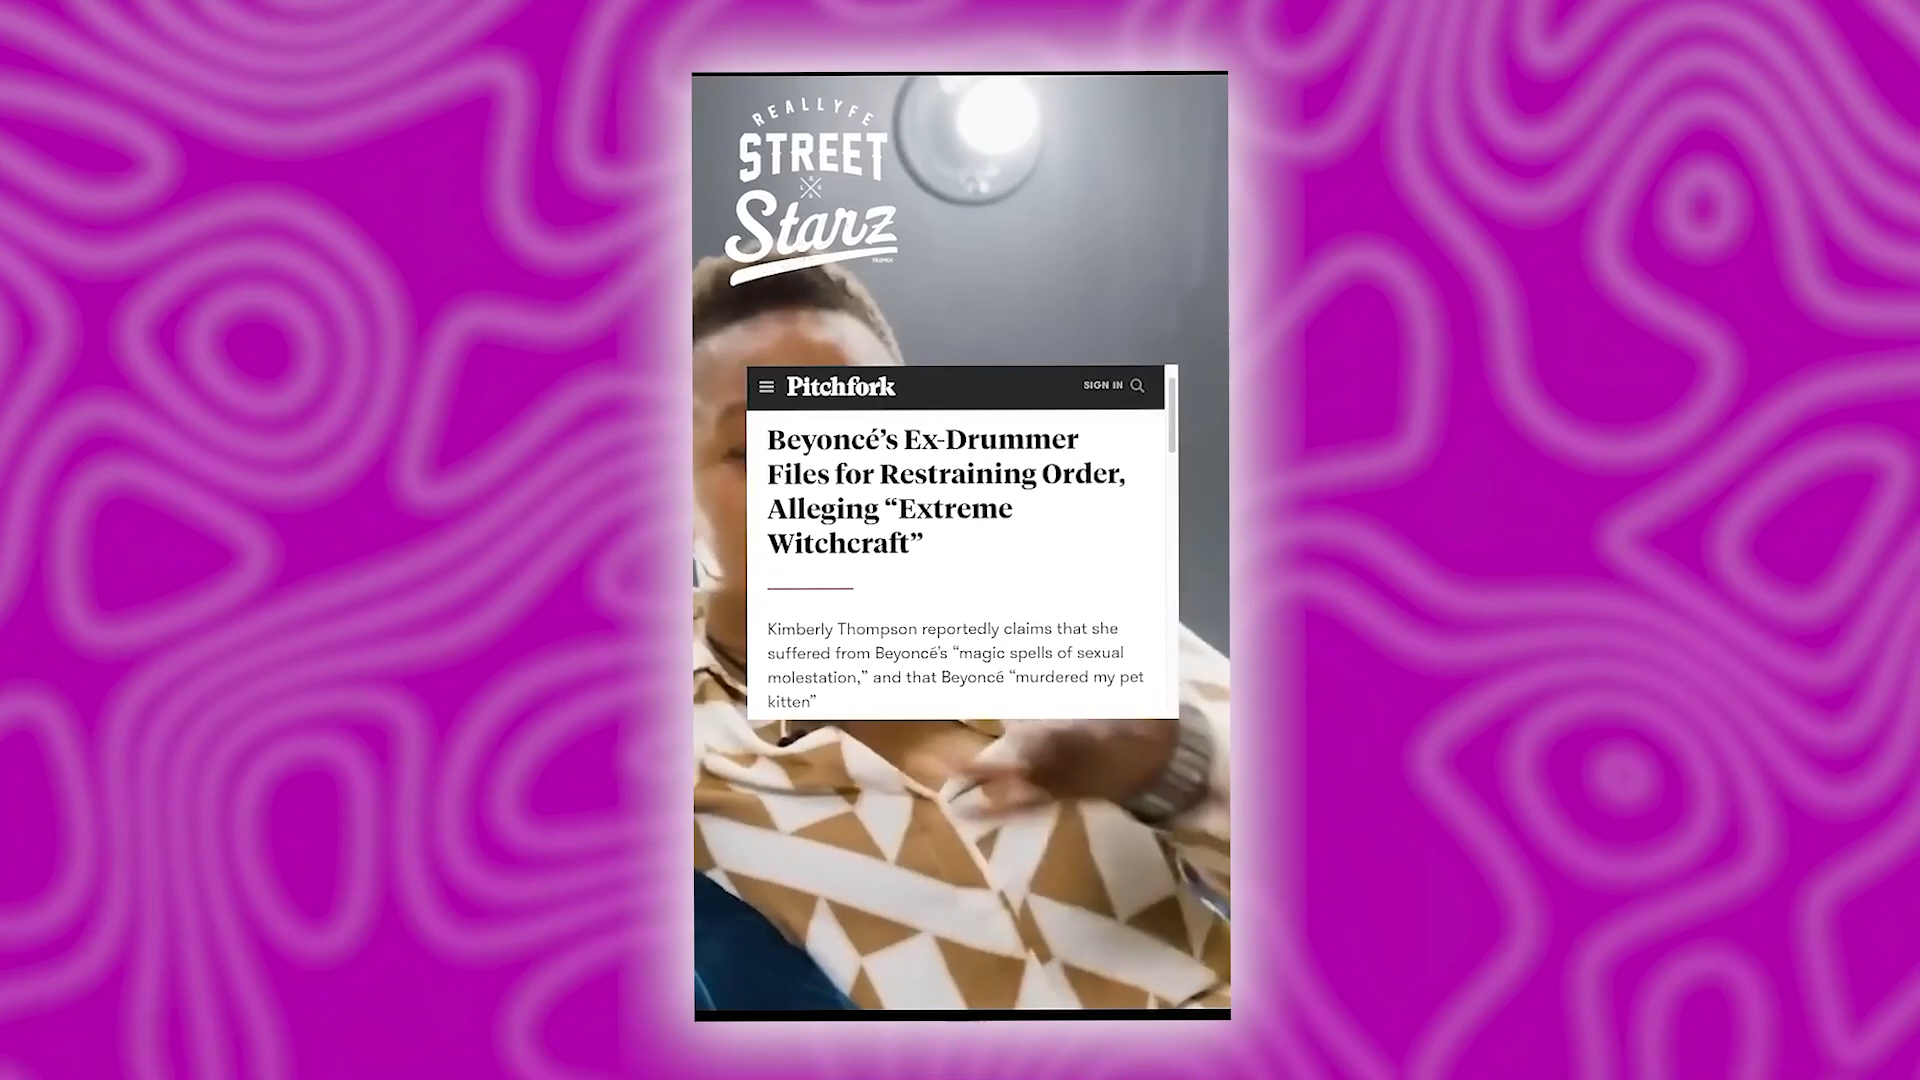 REALLYFE
STREET
R
L S
S
Starz
Pitchfork
SIGN IN
Beyoncé’s Ex-Drummer
Files for Restraining Order,
Alleging “Extreme
Witchcraft”
Kimberly Thompson reportedly claims that she
suffered from Beyoncé’s “magic spells of sexual
molestation,” and that Beyoncé “murdered my pet
kitten”